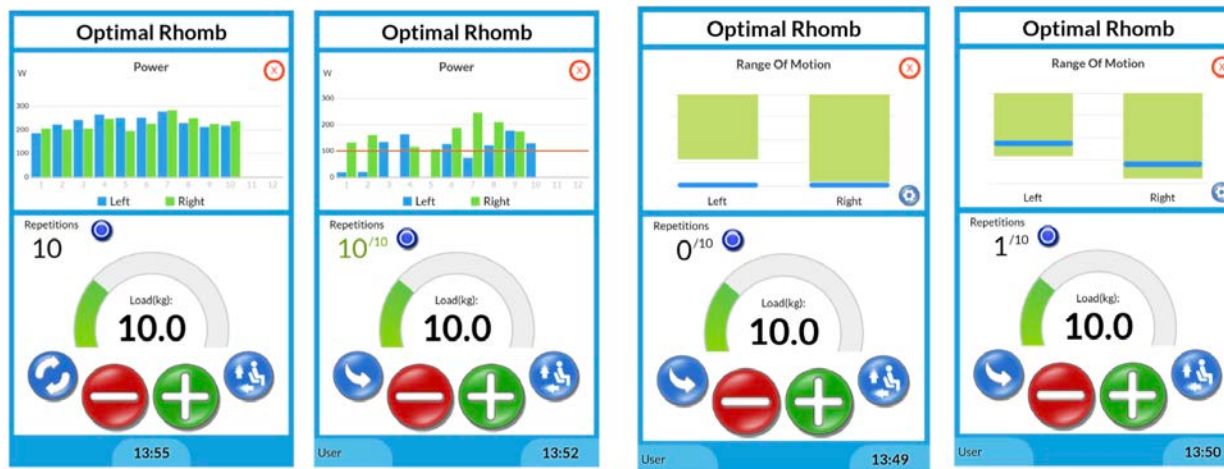 Optimal Rhomb
Power
X
W
300
200
100
0
1 2 3 4 5 6 7 8 9 10 11 12
Left Right
Repetitions
10
Load(kg):
10.0
13:55
Optimal Rhomb
Power
X
W
300
200
100
0
1 2 3 4 5 6 7 8 9 10 11 12
Left Right
Repetitions
10/10
Load(kg):
10.0
User 13:52
Optimal Rhomb
Range Of Motion
X
Left Right
Repetitions
0/10
Load(kg):
10.0
User 13:49
Optimal Rhomb
Range Of Motion
X
Left Right
Repetitions
1/10
Load(kg):
10.0
User 13:50